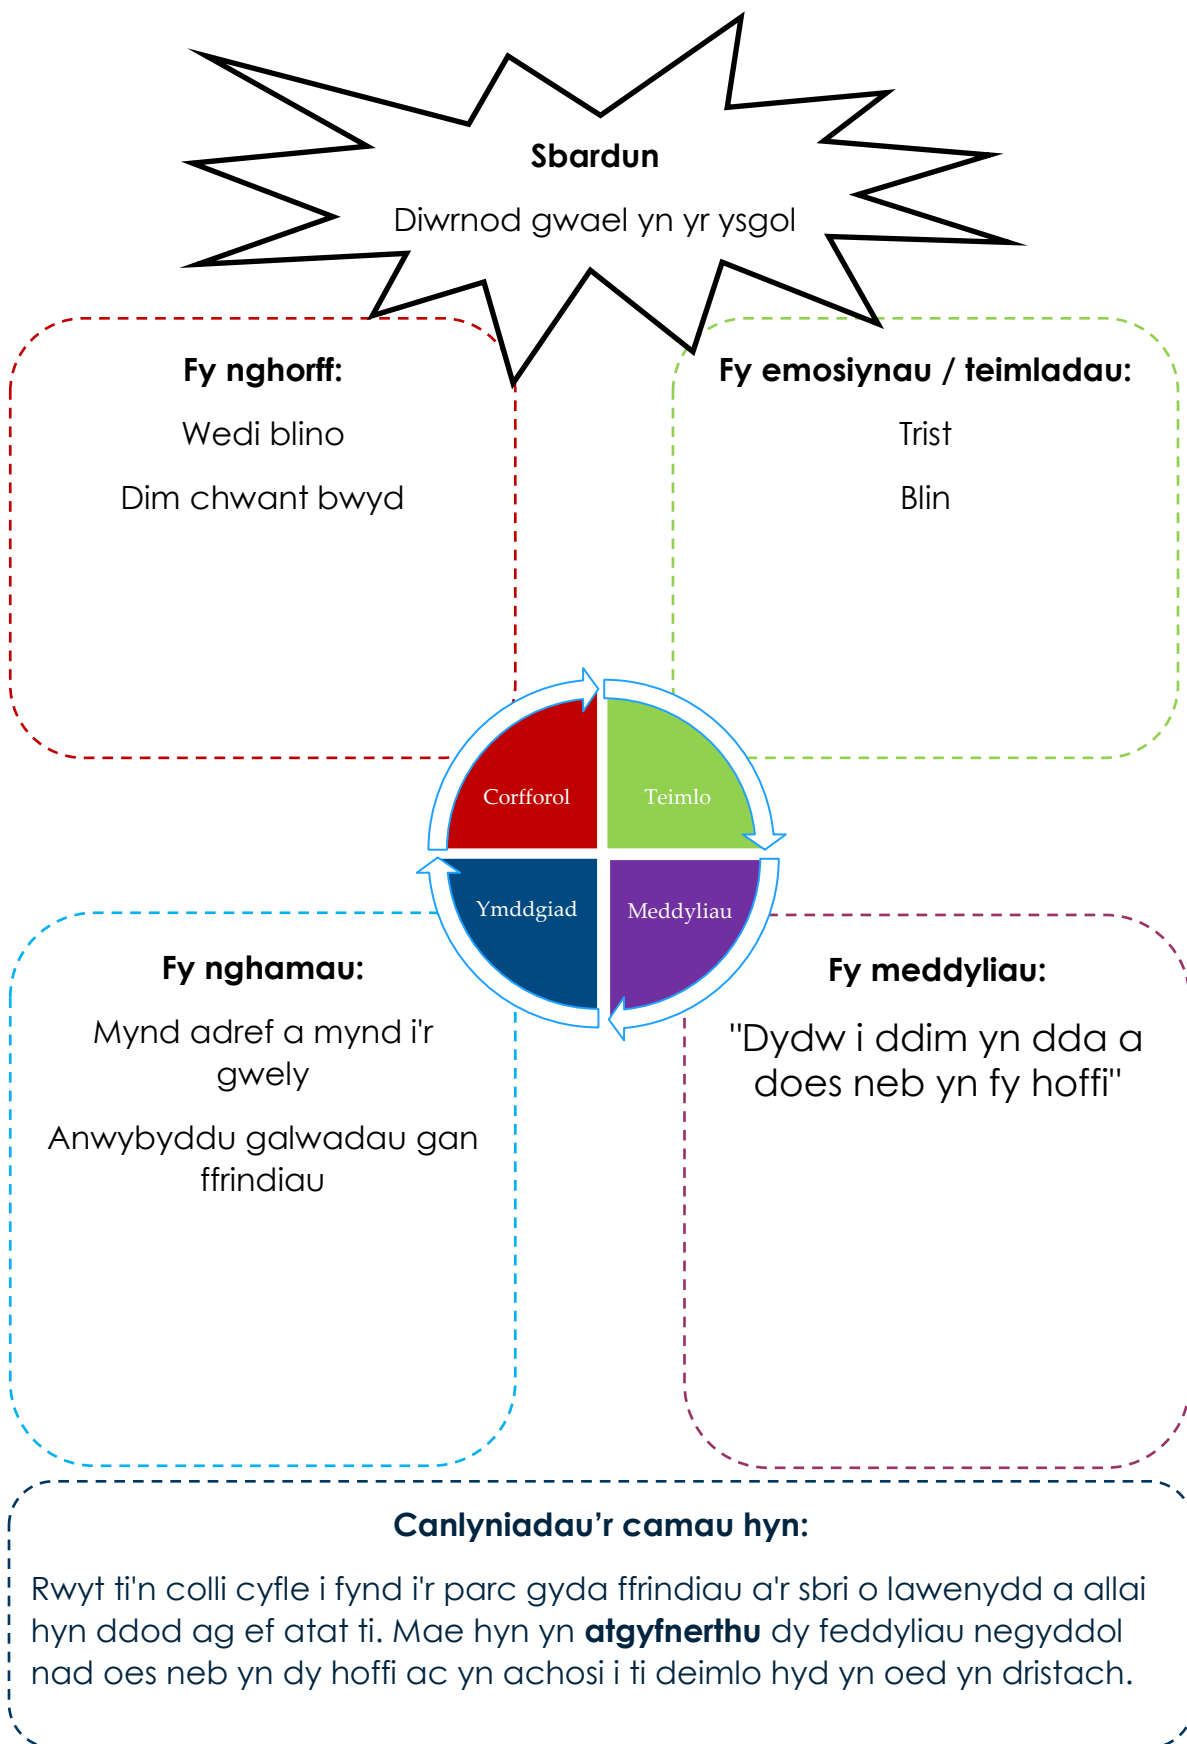 Sbardun
Diwrnod gwael yn yr ysgol
Fy nghorff:
Wedi blino
Dim chwant bwyd
Fy emosiynau / teimladau:
Trist
Blin
Corfforol
Teimlo
Ymddgiad
Meddyliau
Fy nghamau:
Mynd adref a mynd i'r
gwely
Anwybyddu galwadau gan
ffrindiau
Fy meddyliau:
"Dydw i ddim yn dda a
does neb yn fy hoffi"
Canlyniadau'r camau hyn:
Rwyt ti'n colli cyfle i fynd i'r parc gyda ffrindiau a'r sbri o lawenydd a allai
hyn ddod ag ef atat ti. Mae hyn yn atgyfnerthu dy feddyliau negyddol
nad oes neb yn dy hoffi ac yn achosi i ti deimlo hyd yn oed yn dristach.